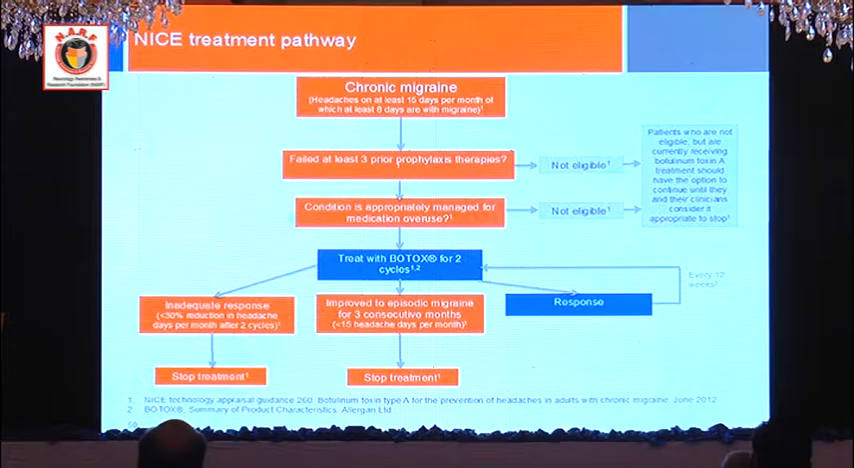 N.A.R.F
Neurology Awareness &
Research Foundation (NARF)
NICE treatment pathway
Chronic migraine
(Headaches on at least 15 days per month of
which at least 8 days are with migraine)¹
Failed at least 3 prior prophylaxis therapies?
Not eligible¹
Patients who are not
eligible, but are
currently receiving
botulinum toxin A
treatment should
have the option to
continue until they
and their clinicians
consider it
appropriate to stop¹
Condition is appropriately managed for
medication overuse?¹
Not eligible¹
Treat with BOTOX® for 2
cycles¹,²
Every 12
weeks²
Inadequate response
(<30% reduction in headache
days per month after 2 cycles)¹
Improved to episodic migraine
for 3 consecutive months
(<15 headache days per month)¹
Response
Stop treatment¹
Stop treatment¹
1. NICE technology appraisal guidance 260. Botulinum toxin type A for the prevention of headaches in adults with chronic migraine. June 2012
2. BOTOX®, Summary of Product Characteristics. Allergan Ltd